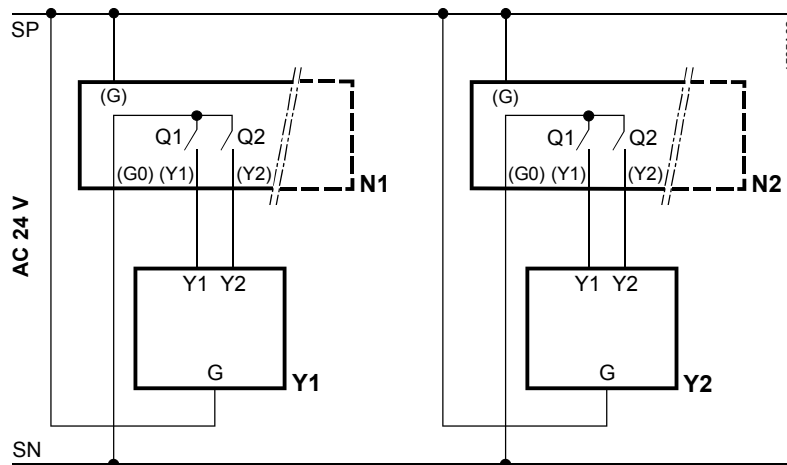 SP
(G)
Q1 Q2
(G0) (Y1) (Y2)
N1
Y1 Y2
G
Y1
(G)
Q1 Q2
(G0) (Y1) (Y2)
N2
Y1 Y2
G
Y2
AC 24 V
SN